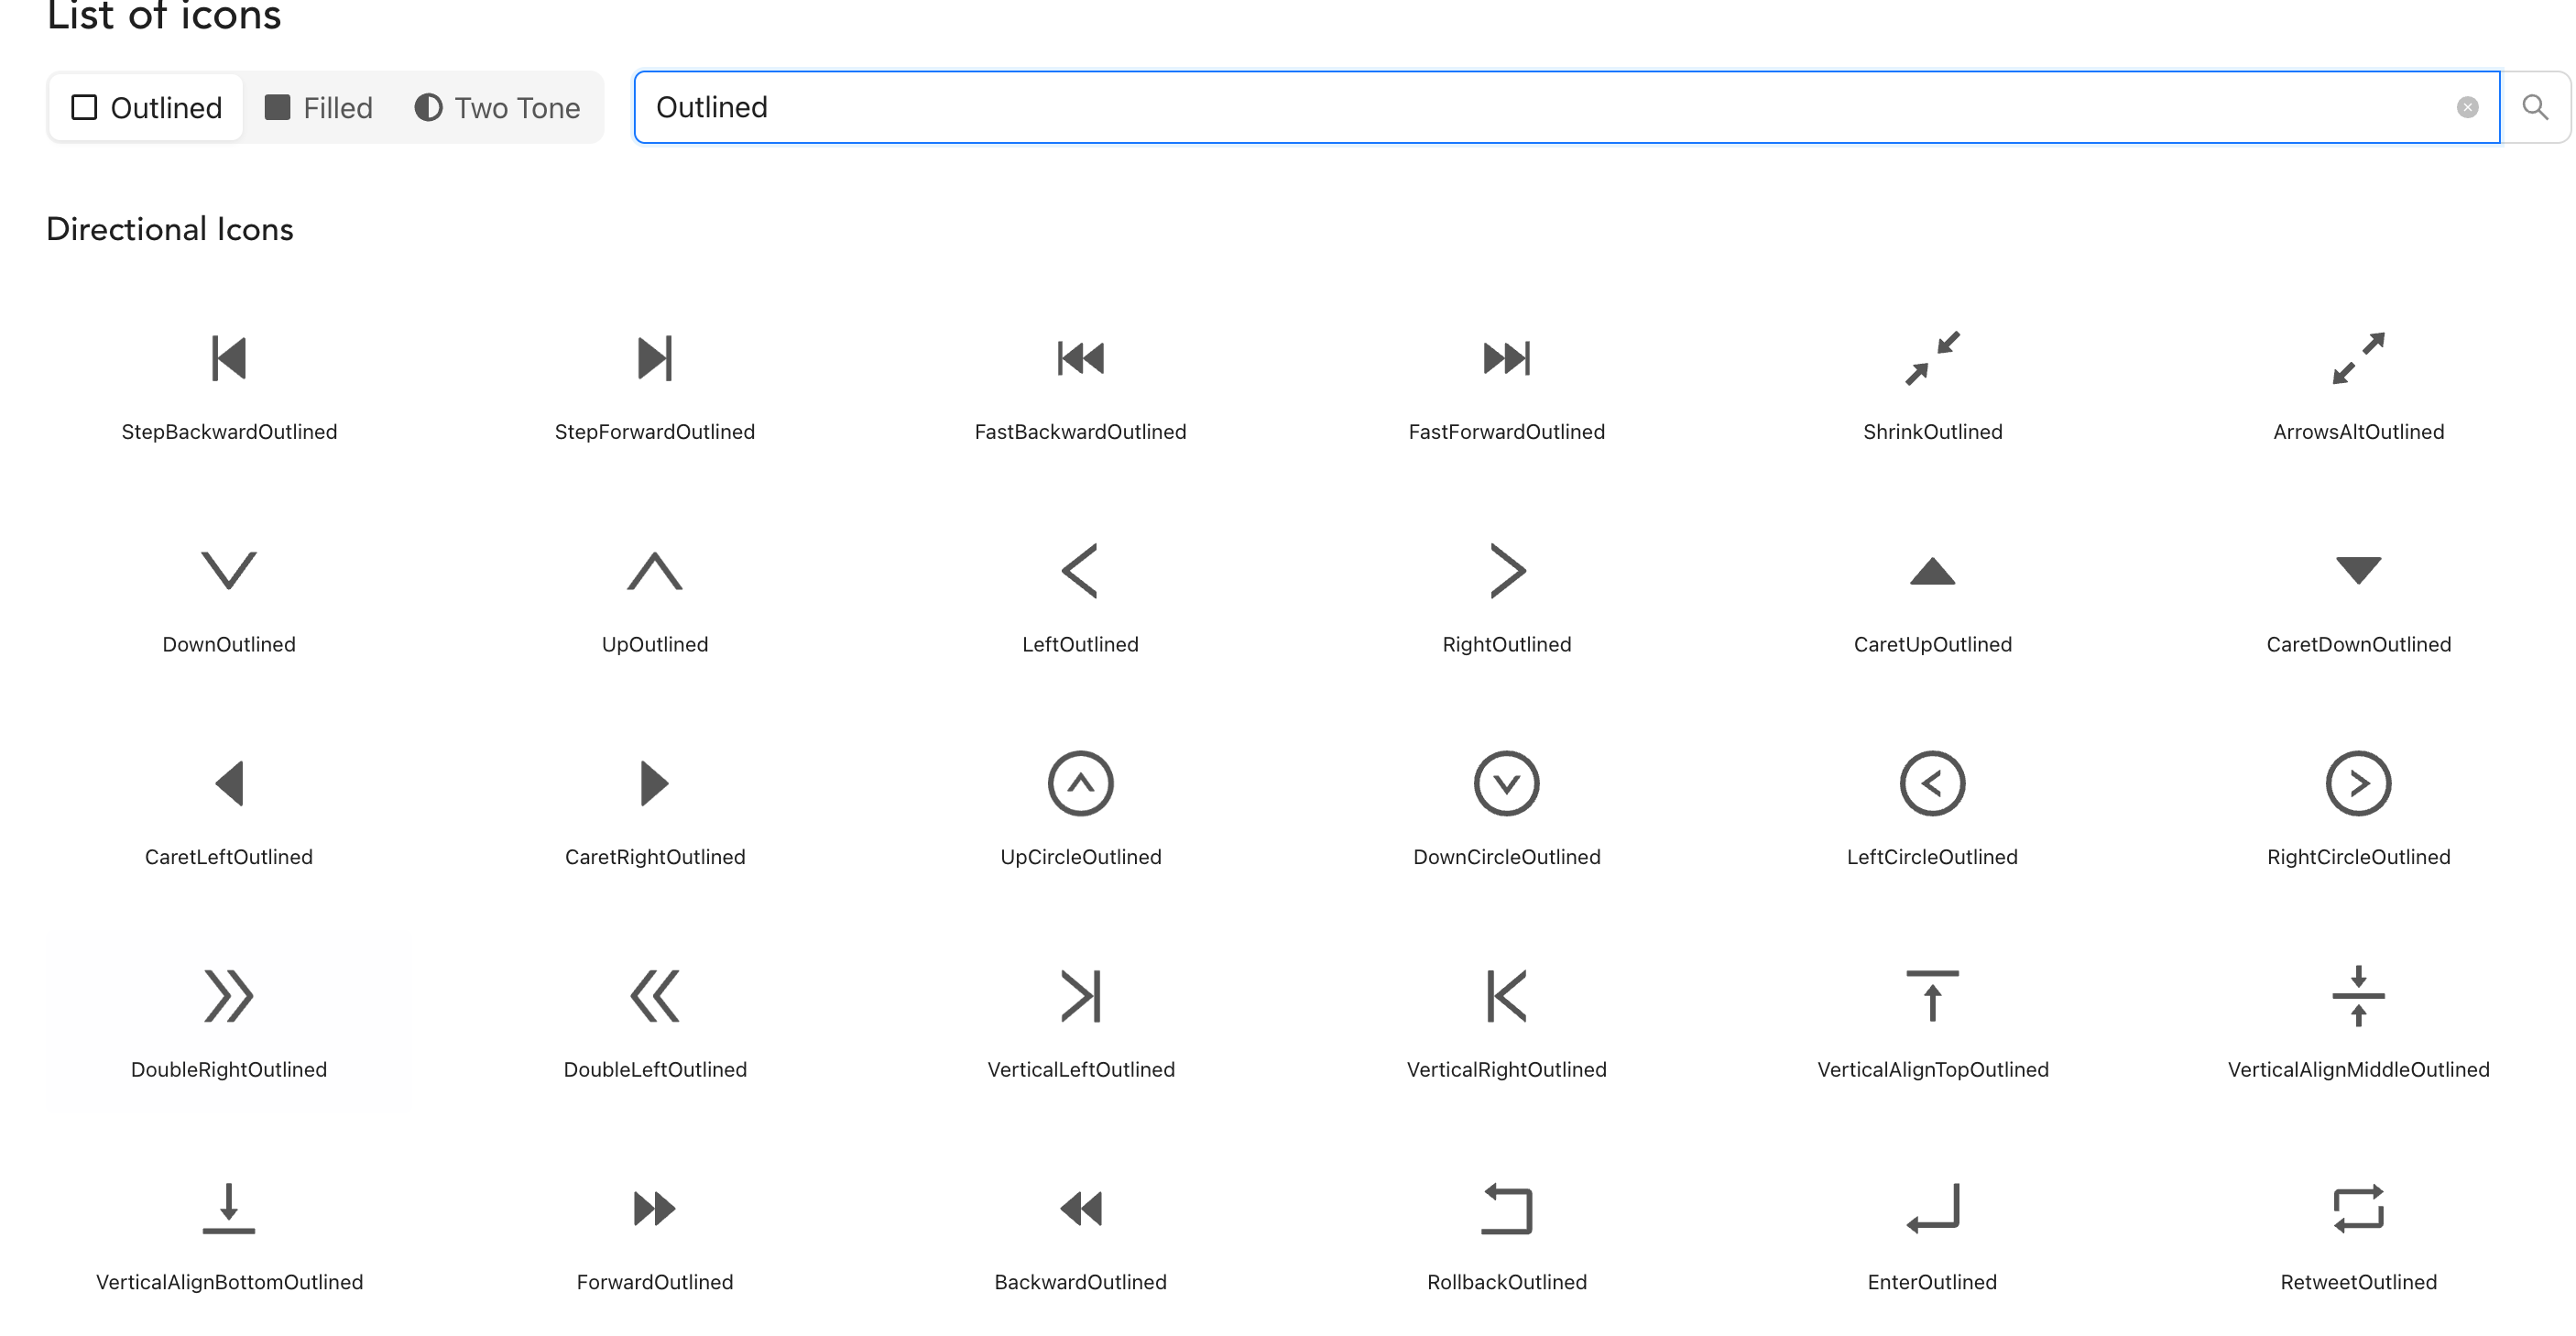 List of icons
Outlined Filled Two Tone Outlined
Directional Icons
StepBackwardOutlined StepForwardOutlined FastBackwardOutlined FastForwardOutlined ShrinkOutlined ArrowsAltOutlined
DownOutlined UpOutlined LeftOutlined RightOutlined CaretUpOutlined CaretDownOutlined
CaretLeftOutlined CaretRightOutlined UpCircleOutlined DownCircleOutlined LeftCircleOutlined RightCircleOutlined
DoubleRightOutlined DoubleLeftOutlined VerticalLeftOutlined VerticalRightOutlined VerticalAlignTopOutlined VerticalAlignMiddleOutlined
VerticalAlignBottomOutlined ForwardOutlined BackwardOutlined RollbackOutlined EnterOutlined RetweetOutlined